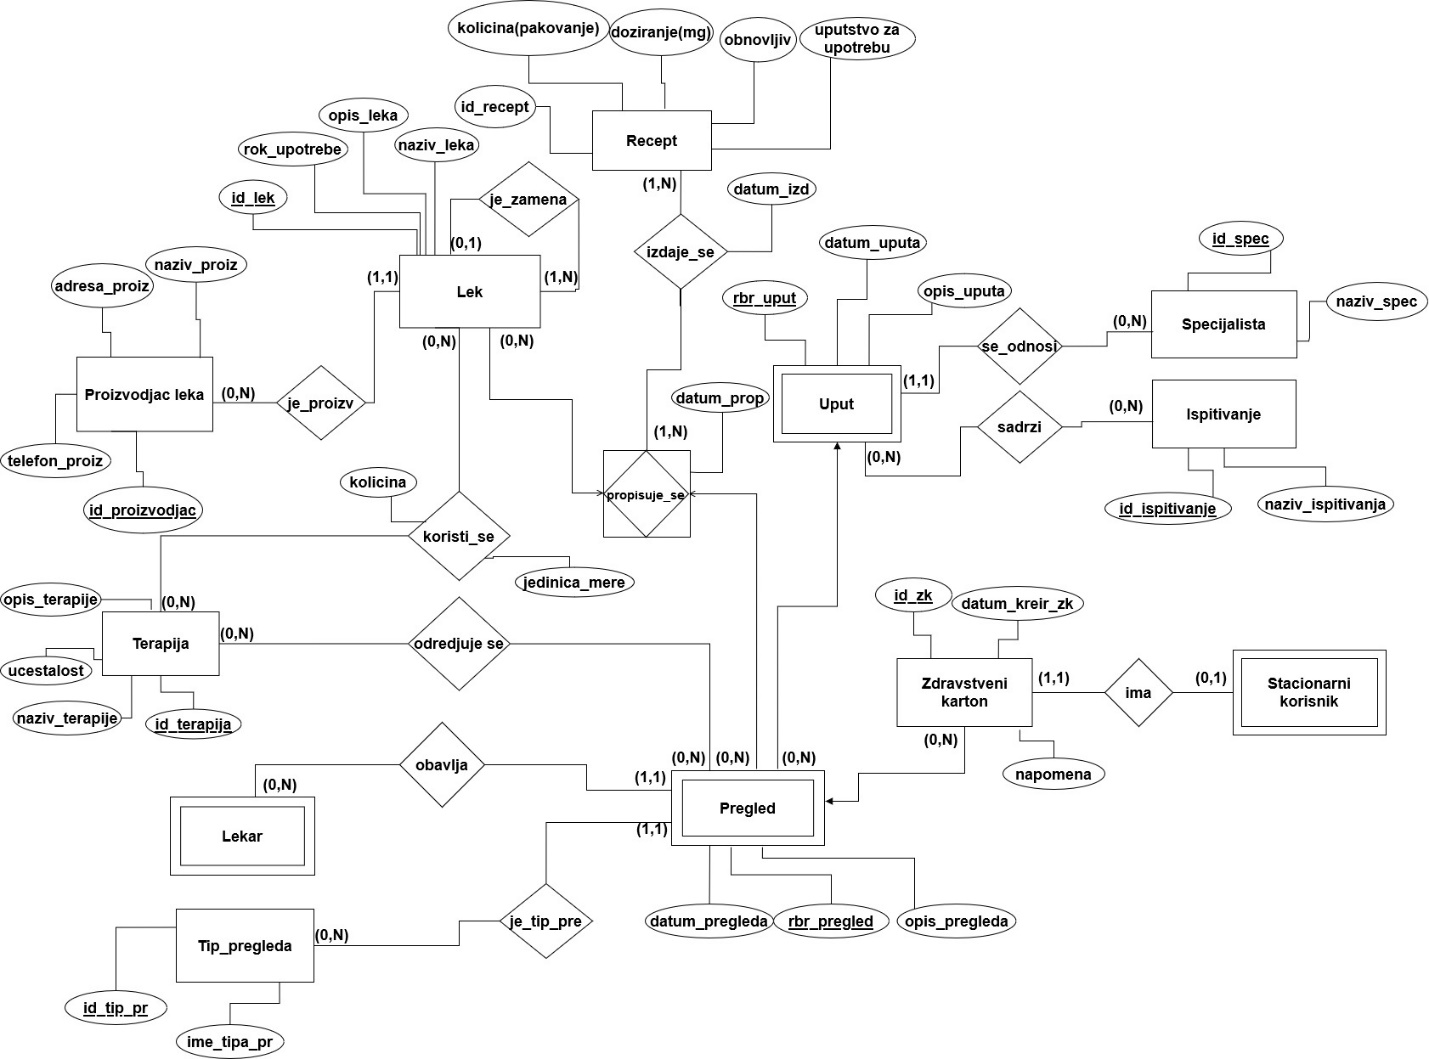 kolicina(pakovanje)
doziranje(mg)
obnovljiv
uputstvo za
upotrebu
id_recept
Recept
(1,N)
opis_leka
rok_upotrebe
naziv_leka
id_lek
je_zamena
(0,1)
(1,1)
(1,N)
Lek
(0,N)
(0,N)
datum_izd
izdaje_se
naziv_proiz
adresa_proiz
Proizvodjac leka
(0,N)
je_proizv
telefon_proiz
id_proizvodjac
datum_uputa
rbr_uput
opis_uputa
Uput
(1,1)
(0,N)
se_odnosi
(0,N)
id_spec
Specijalista
naziv_spec
sadrzi
(0,N)
Ispitivanje
id_ispitivanje
naziv_ispitivanja
datum_prop
(1,N)
propisuje_se
kolicina
koristi_se
jedinica_mere
opis_terapije
(0,N)
Terapija
(0,N)
ucestalost
naziv_terapije
id_terapija
odredjuje se
id_zk
datum_kreir_zk
Zdravstveni
karton
(1,1)
ima
(0,1)
Stacionarni
korisnik
(0,N)
napomena
obavlja
(0,N)
Lekar
(0,N)
(0,N)
(0,N)
(1,1)
Pregled
(1,1)
datum_pregleda
rbr_pregled
opis_pregleda
je_tip_pre
Tip_pregleda
(0,N)
id_tip_pr
ime_tipa_pr